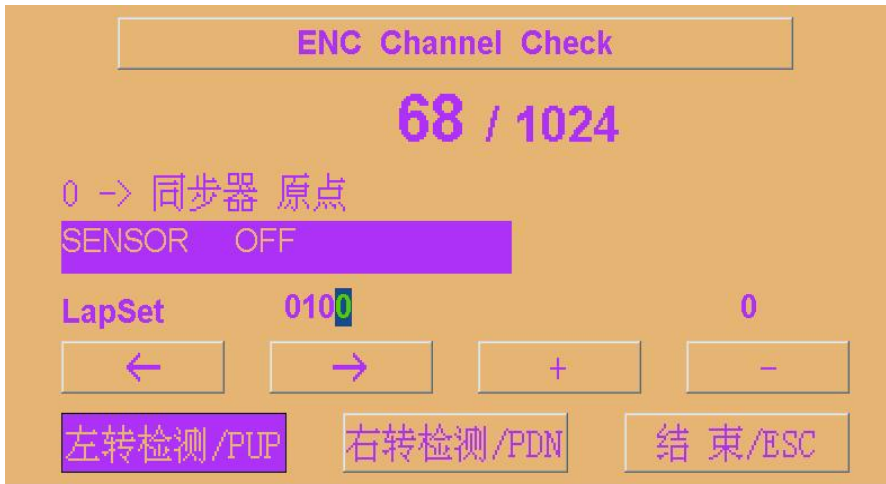 ENC Channel Check
68 / 1024
0 -> 同步器 原点
SENSOR OFF
LapSet 0100 0
← → + -
左转检测/PUP 右转检测/PDN 结 束/ESC